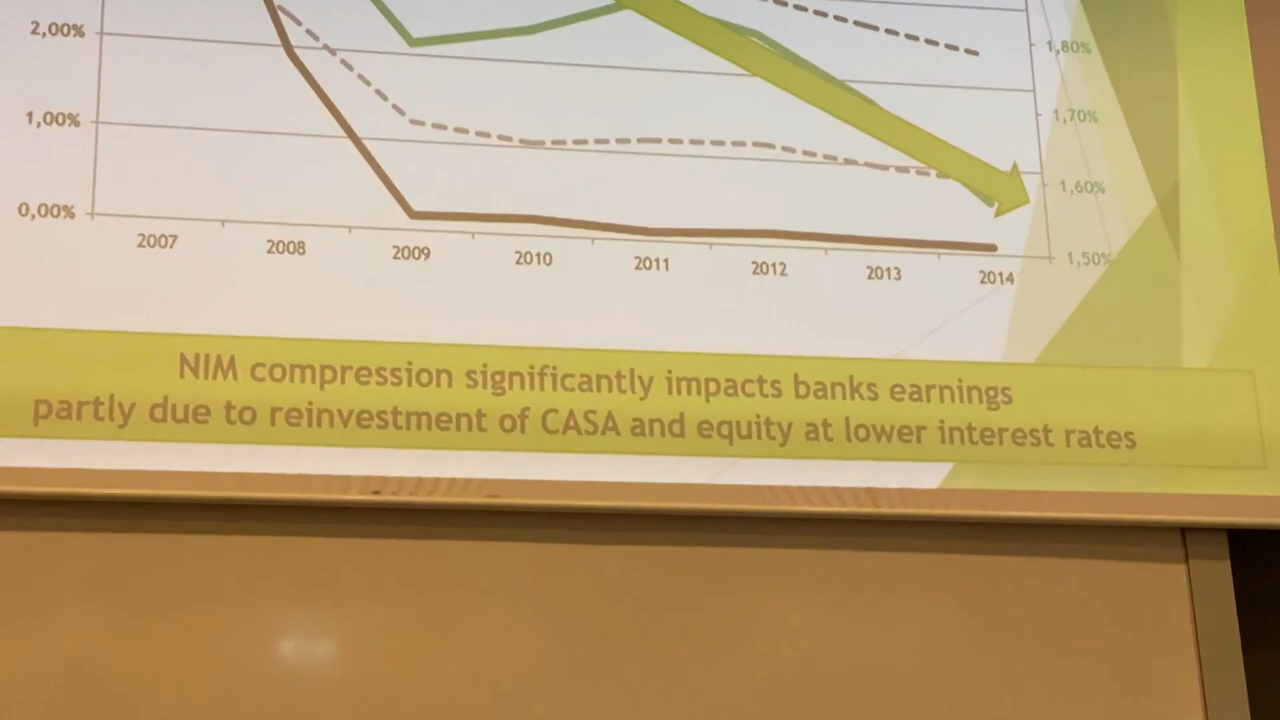 2,00%
1,80%
1,00%
1,70%
1,60%
0,00%
1,50%
2007 2008 2009 2010 2011 2012 2013 2014
NIM compression significantly impacts banks earnings
partly due to reinvestment of CASA and equity at lower interest rates